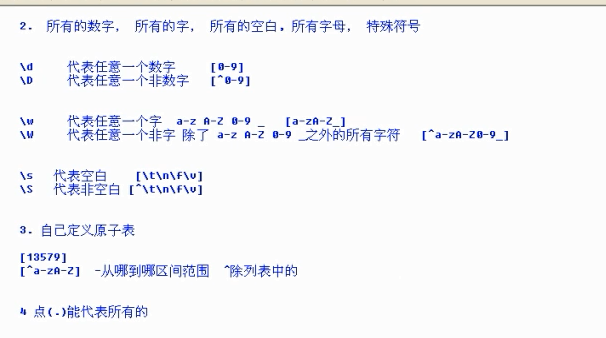 2. 所有的数字, 所有的字, 所有的空白, 所有字母, 特殊符号
\d 代表任意一个数字 [0-9]
\D 代表任意一个非数字 [^0-9]
\w 代表任意一个字 a-z A-Z 0-9 _ [a-zA-Z_]
\W 代表任意一个非字 除了 a-z A-Z 0-9 _之外的所有字符 [^a-zA-Z0-9_]
\s 代表空白 [\t\n\f\v]
\S 代表非空白 [^\t\n\f\v]
3. 自己定义原子表
[13579]
[^a-zA-Z] -从哪到哪区间范围 ^除列表中的
4 点(.)能代表所有的